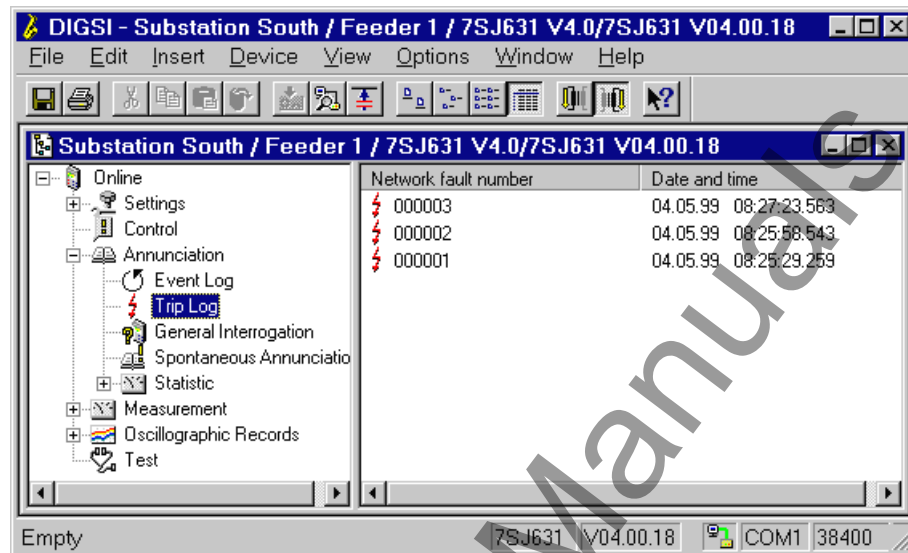 DIGSI - Substation South / Feeder 1 / 7SJ631 V4.0/7SJ631 V04.00.18
File Edit Insert Device View Options Window Help
Substation South / Feeder 1 / 7SJ631 V4.0/7SJ631 V04.00.18
Online
Settings
Control
Annunciation
Event Log
Trip Log
General Interrogation
Spontaneous Annunciatio
Statistic
Measurement
Oscillographic Records
Test
Network fault number Date and time
000003 04.05.99 08:27:23.563
000002 04.05.99 08:25:58.543
000001 04.05.99 08:25:29.259
Empty 7SJ631 V04.00.18 COM1 38400
Manuals